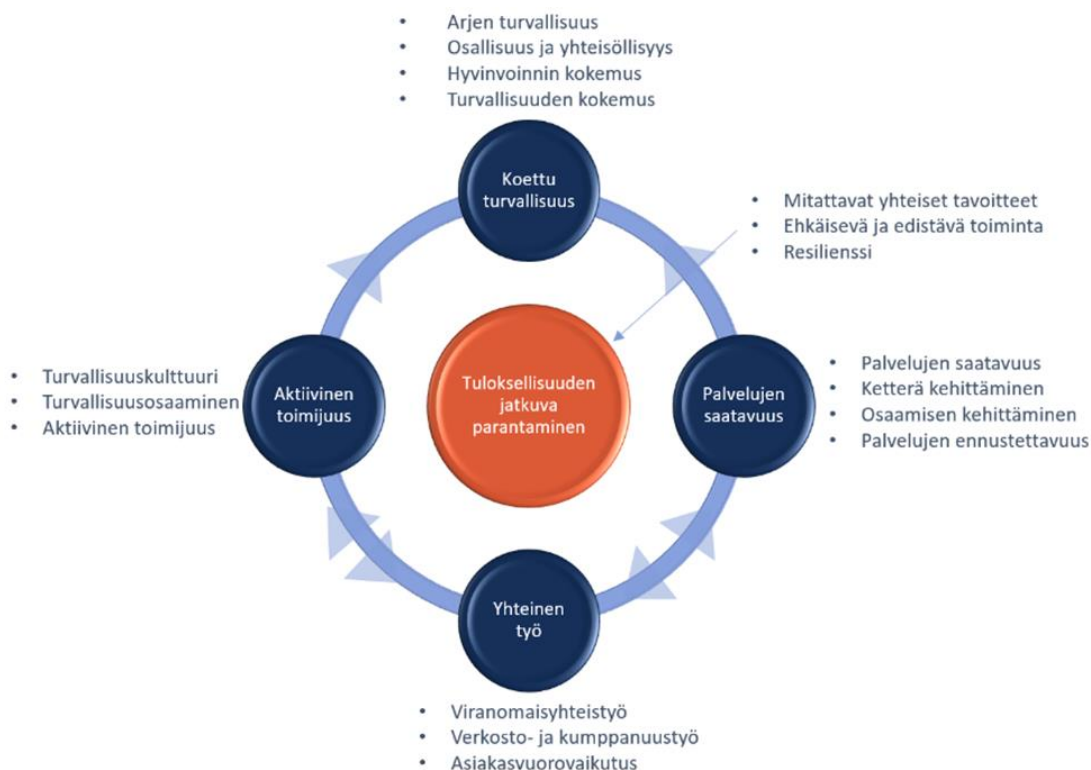 • Arjen turvallisuus
• Osallisuus ja yhteisöllisyys
• Hyvinvoinnin kokemus
• Turvallisuuden kokemus
Koettu
turvallisuus
• Mitattavat yhteiset tavoitteet
• Ehkäisevä ja edistävä toiminta
• Resilienssi
• Turvallisuuskulttuuri
• Turvallisuusosaaminen
• Aktiivinen toimijuus
Aktiivinen
toimijuus
Tuloksellisuuden
jatkuva
parantaminen
Palvelujen
saatavuus
• Palvelujen saatavuus
• Ketterä kehittäminen
• Osaamisen kehittäminen
• Palvelujen ennustettavuus
Yhteinen
työ
• Viranomaisyhteistyö
• Verkosto- ja kumppanuustyö
• Asiakasvuorovaikutus